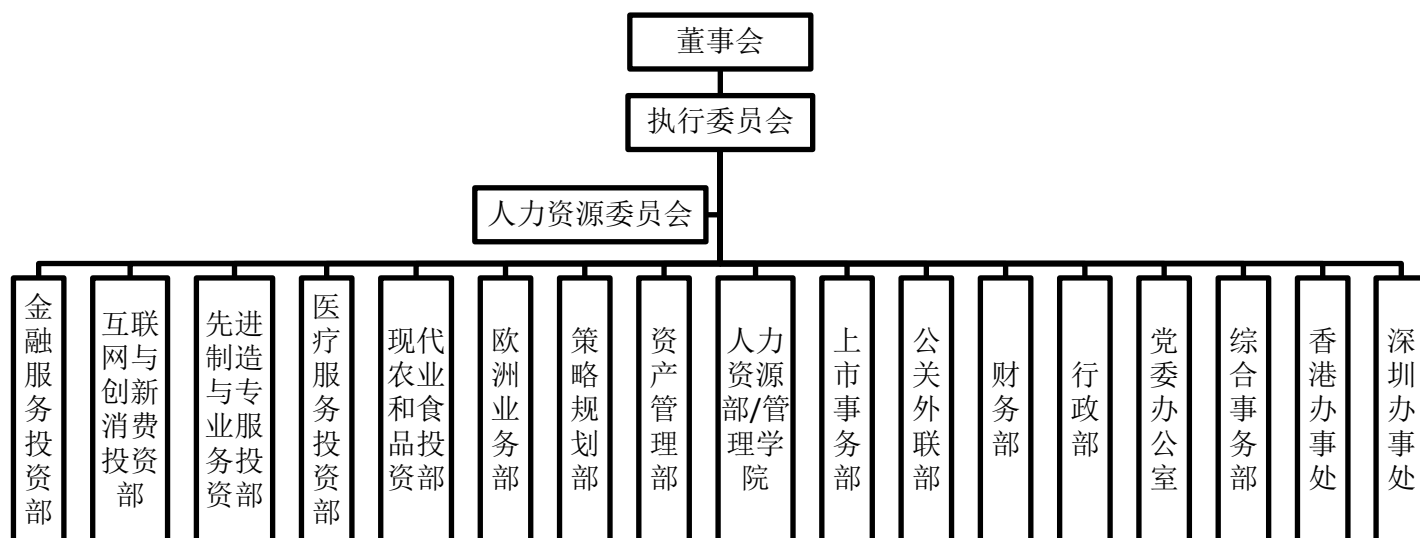 董事会
执行委员会
人力资源委员会
金融服务投资部
互联
网与
创新
消费
投资
部
先进
制造
与专
业服
务投
资部
医疗服务投资部
现代
农业
和食
品投
资部
欧洲业务部
策略规划部
资产管理部
人力
资源
部/管
理学
院
上市事务部
公关外联部
财务部
行政部
党委办公室
综合事务部
香港办事处
深圳办事处